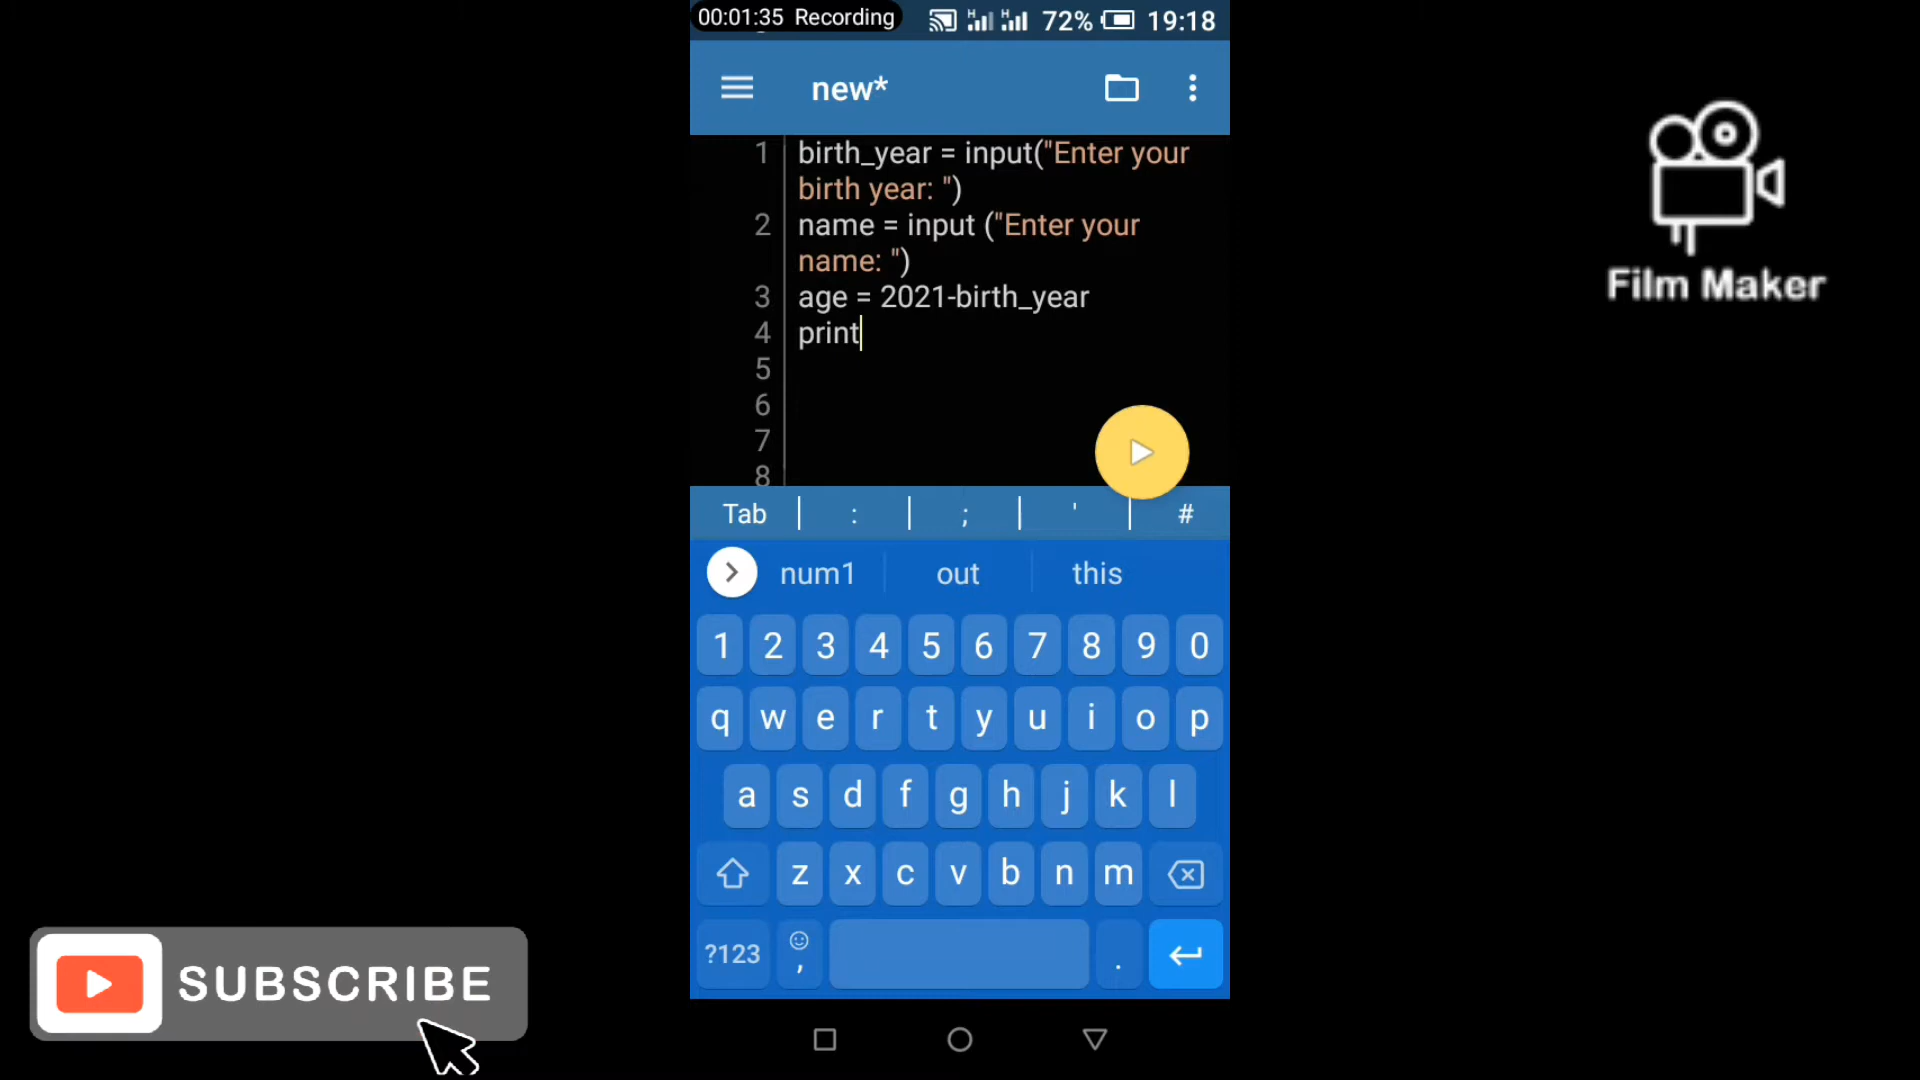 00:01:35 Recording
H H 72% 19:18
new*
1 birth_year = input("Enter your
birth year: ")
2 name = input ("Enter your
name: ")
3 age = 2021-birth_year
4 print
5
6
7
8
Tab : ; ' #
num1 out this
1 2 3 4 5 6 7 8 9 0
q w e r t y u i o p
a s d f g h j k l
z x c v b n m
?123 , .
Film Maker
SUBSCRIBE